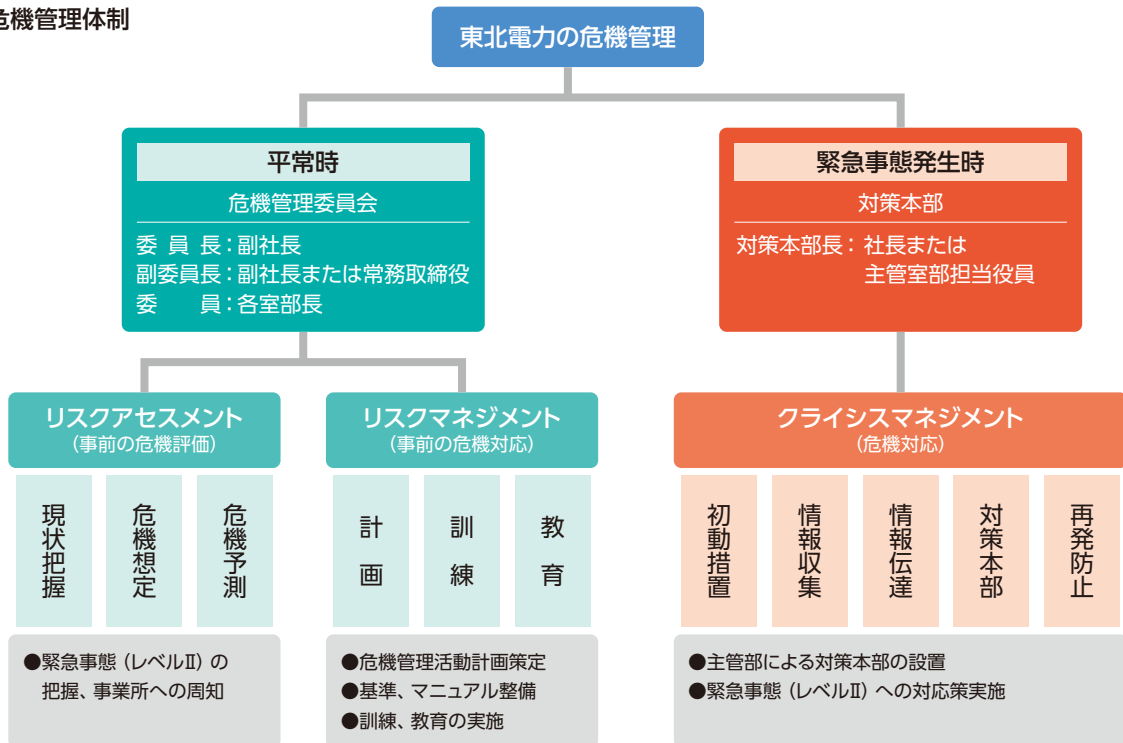 危機管理体制
東北電力の危機管理
平常時
危機管理委員会
委員長：副社長
副委員長：副社長または常務取締役
委員：各室部長
緊急事態発生時
対策本部
対策本部長：社長または
主管室部担当役員
リスクアセスメント
（事前の危機評価）
現状把握
危機想定
危機予測
●緊急事態（レベルⅡ）の
把握、事業所への周知
リスクマネジメント
（事前の危機対応）
計画
訓練
教育
●危機管理活動計画策定
●基準、マニュアル整備
●訓練、教育の実施
クライシスマネジメント
（危機対応）
初動措置
情報収集
情報伝達
対策本部
再発防止
●主管部による対策本部の設置
●緊急事態（レベルⅡ）への対応策実施